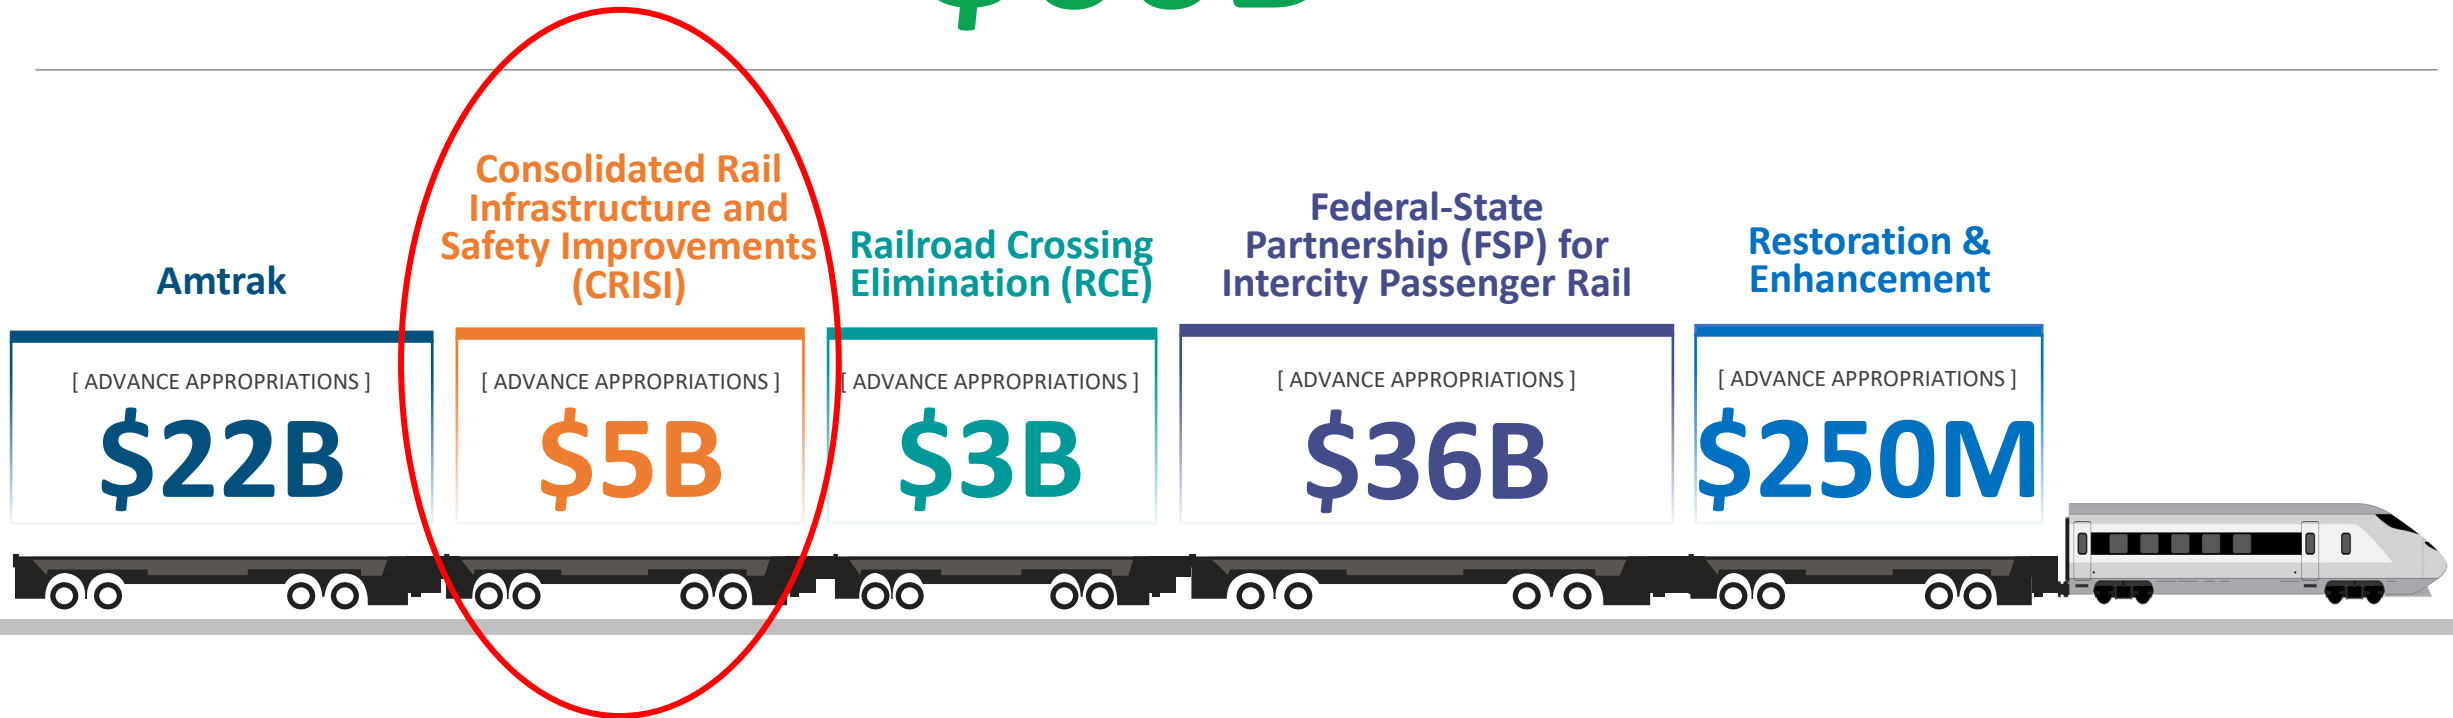 Amtrak
[ ADVANCE APPROPRIATIONS ]
$22B
Consolidated Rail
Infrastructure and
Safety Improvements
(CRISI)
[ ADVANCE APPROPRIATIONS ]
$5B
Railroad Crossing
Elimination (RCE)
[ ADVANCE APPROPRIATIONS ]
$3B
Federal-State
Partnership (FSP) for
Intercity Passenger Rail
[ ADVANCE APPROPRIATIONS ]
$36B
Restoration &
Enhancement
[ ADVANCE APPROPRIATIONS ]
$250M